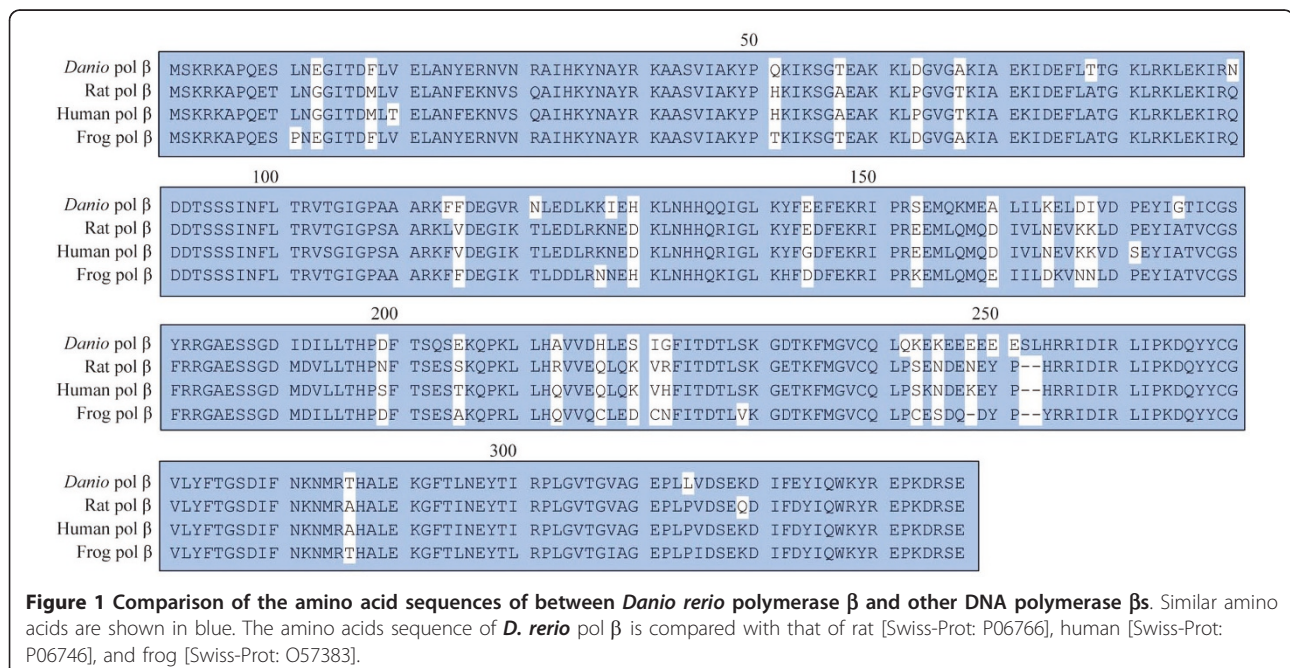 50
Danio pol β MSKRKAPQES LNEGITDFLV ELANYERNVN RAIHKYNAYR KAASVIAKYP QKIKSGTEAK KLDGVGAKIA EKIDEFLTTG KLRKLEKIRN
Rat pol β MSKRKAPQET LNGGITDMLV ELANFEKNVS QAIHKYNAYR KAASVIAKYP HKIKSGAEAK KLPGVGTKIA EKIDEFLATG KLRKLEKIRQ
Human pol β MSKRKAPQET LNGGITDMLT ELANFEKNVS QAIHKYNAYR KAASVIAKYP HKIKSGAEAK KLPGVGTKIA EKIDEFLATG KLRKLEKIRQ
Frog pol β MSKRKAPQES PNEGITDFLV ELANYERNVN RAIHKYNAYR KAASVIAKYP TKIKSGTEAK KLDGVGAKIA EKIDEFLATG KLRKLEKIRQ
100 150
Danio pol β DDTSSSINFL TRVTGIGPAA ARKFFDEGVR NLEDLKKIEH KLNHHQQIGL KYFEEFEKRI PRSEMQKMEA LILKELDIVD PEYIGTICGS
Rat pol β DDTSSSINFL TRVTGIGPSA ARKLVDEGIK TLEDLRKNED KLNHHQRIGL KYFEDFEKRI PREEMLQMQD IVLNEVKKLD PEYIATVCGS
Human pol β DDTSSSINFL TRVSGIGPSA ARKFVDEGIK TLEDLRKNED KLNHHQRIGL KYFGDFEKRI PREEMLQMQD IVLNEVKKVD SEYIATVCGS
Frog pol β DDTSSSINFL TRVTGIGPAA ARKFFDEGIK TLDDLRNNEH KLNHHQKIGL KHFDDFEKRI PRKEMLQMQE IILDKVNNLD PEYIATVCGS
200 250
Danio pol β YRRGAESSGD IDILLTHPDF TSQSEKQPKL LHAVVDHLES IGFITDTLSK GDTKFMGVCQ LQKEKEEEEE ESLHRRIDIR LIPKDQYYCG
Rat pol β FRRGAESSGD MDVLLTHPNF TSESSKQPKL LHRVVEQLQK VRFITDTLSK GETKFMGVCQ LPSENDENEY P--HRRIDIR LIPKDQYYCG
Human pol β FRRGAESSGD MDVLLTHPSF TSESTKQPKL LHQVVEQLQK VHFITDTLSK GETKFMGVCQ LPSKNDEKEY P--HRRIDIR LIPKDQYYCG
Frog pol β FRRGAESSGD MDILLTHPDF TSESAKQPRL LHQVVQCLED CNFITDTLVK GDTKFMGVCQ LPCESDQ-DY P--YRRIDIR LIPKDQYYCG
300
Danio pol β VLYFTGSDIF NKNMRTHALE KGFTLNEYTI RPLGVTGVAG EPLLVDSEKD IFEYIQWKYR EPKDRSE
Rat pol β VLYFTGSDIF NKNMRAHALE KGFTINEYTI RPLGVTGVAG EPLPVDSEQD IFDYIQWRYR EPKDRSE
Human pol β VLYFTGSDIF NKNMRAHALE KGFTINEYTI RPLGVTGVAG EPLPVDSEKD IFDYIQWKYR EPKDRSE
Frog pol β VLYFTGSDIF NKNMRTHALE KGFTLNEYTL RPLGVTGIAG EPLPIDSEKD IFDYIQWKYR EPKDRSE
Figure 1 Comparison of the amino acid sequences of between Danio rerio polymerase β and other DNA polymerase βs. Similar amino
acids are shown in blue. The amino acids sequence of D. rerio pol β is compared with that of rat [Swiss-Prot: P06766], human [Swiss-Prot:
P06746], and frog [Swiss-Prot: O57383].